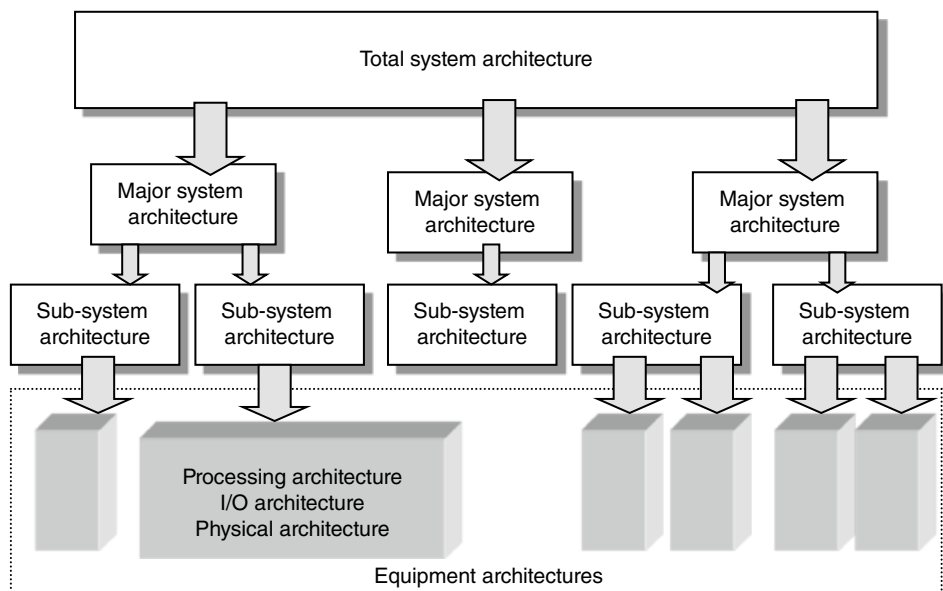 Total system architecture
Major system
architecture
Major system
architecture
Major system
architecture
Sub-system
architecture
Sub-system
architecture
Sub-system
architecture
Sub-system
architecture
Sub-system
architecture
Processing architecture
I/O architecture
Physical architecture
Equipment architectures